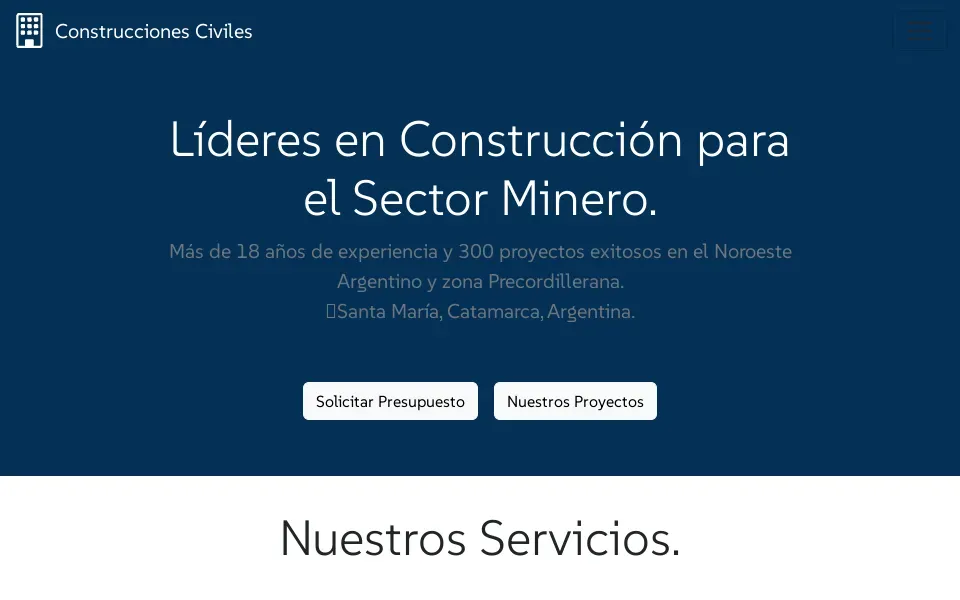 Construcciones Civiles
Líderes en Construcción para
el Sector Minero.
Más de 18 años de experiencia y 300 proyectos exitosos en el Noroeste
Argentino y zona Precordillerana.
Santa María, Catamarca, Argentina.
Solicitar Presupuesto
Nuestros Proyectos
Nuestros Servicios.